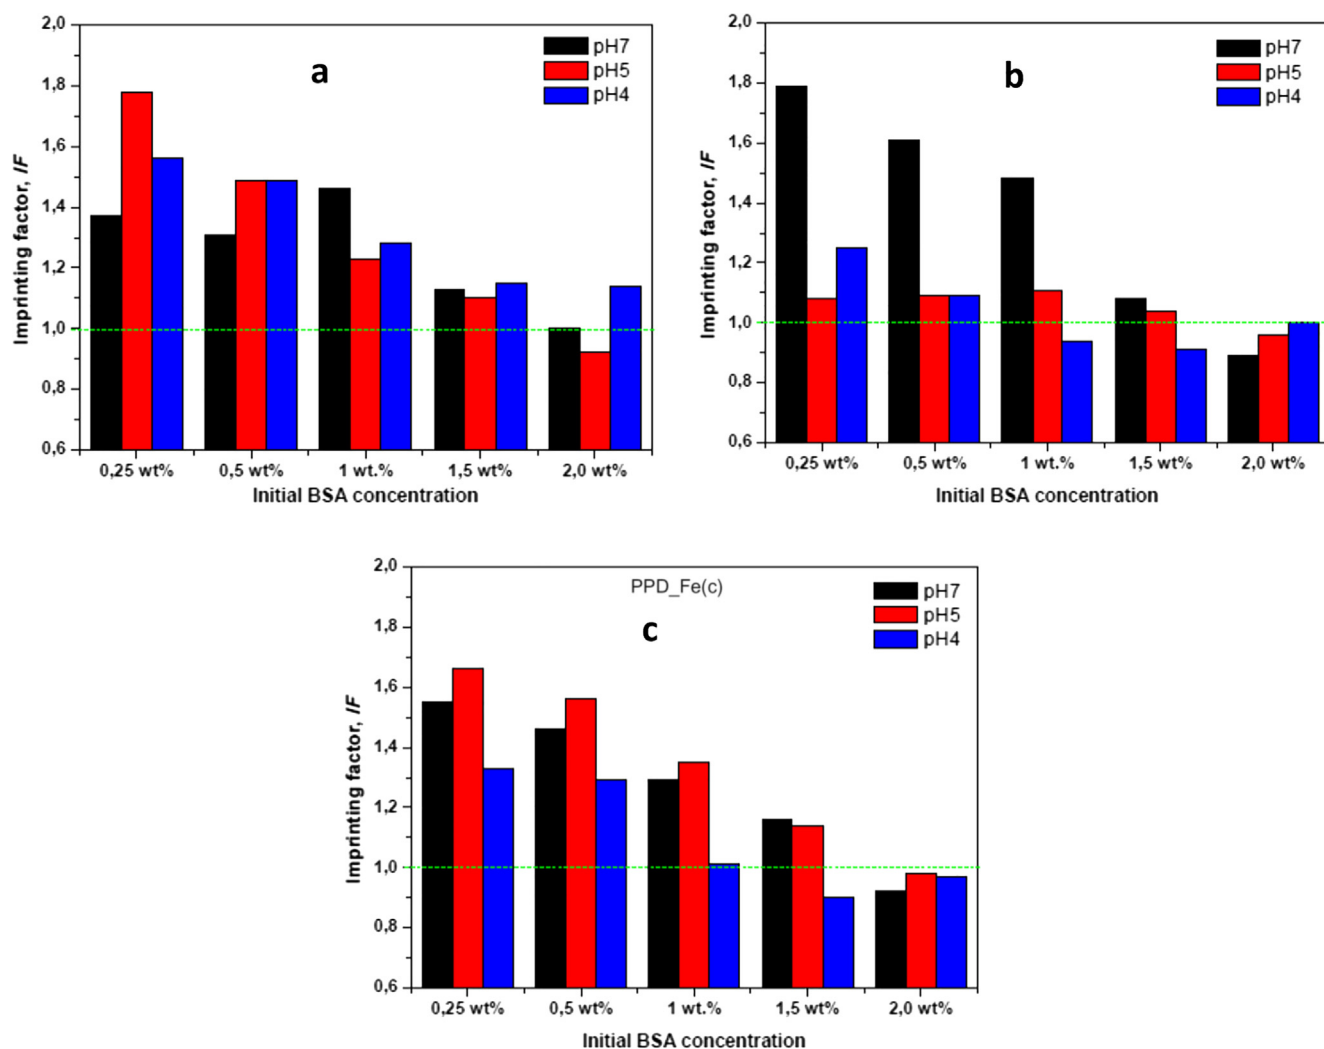 a
pH7
pH5
pH4
2,0
1,8
1,6
1,4
1,2
1,0
0,8
0,6
Imprinting factor, IF
0,25 wt% 0,5 wt% 1 wt.% 1,5 wt% 2,0 wt%
Initial BSA concentration
b
pH7
pH5
pH4
2,0
1,8
1,6
1,4
1,2
1,0
0,8
0,6
Imprinting factor, IF
0,25 wt% 0,5 wt% 1 wt.% 1,5 wt% 2,0 wt%
Initial BSA concentration
PPD_Fe(c)
c
pH7
pH5
pH4
2,0
1,8
1,6
1,4
1,2
1,0
0,8
0,6
Imprinting factor, IF
0,25 wt% 0,5 wt% 1 wt.% 1,5 wt% 2,0 wt%
Initial BSA concentration